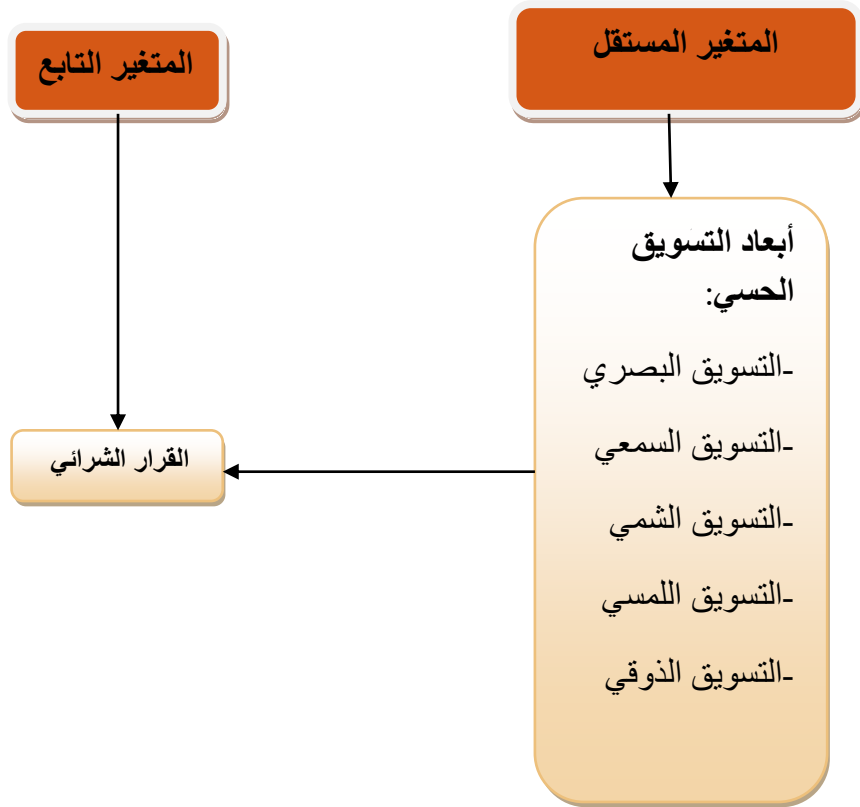 المتغير المستقل
المتغير التابع
أبعاد التسويق
الحسي:
-التسويق البصري
-التسويق السمعي
-التسويق الشمي
-التسويق اللمسي
-التسويق الذوقي
القرار الشرائي